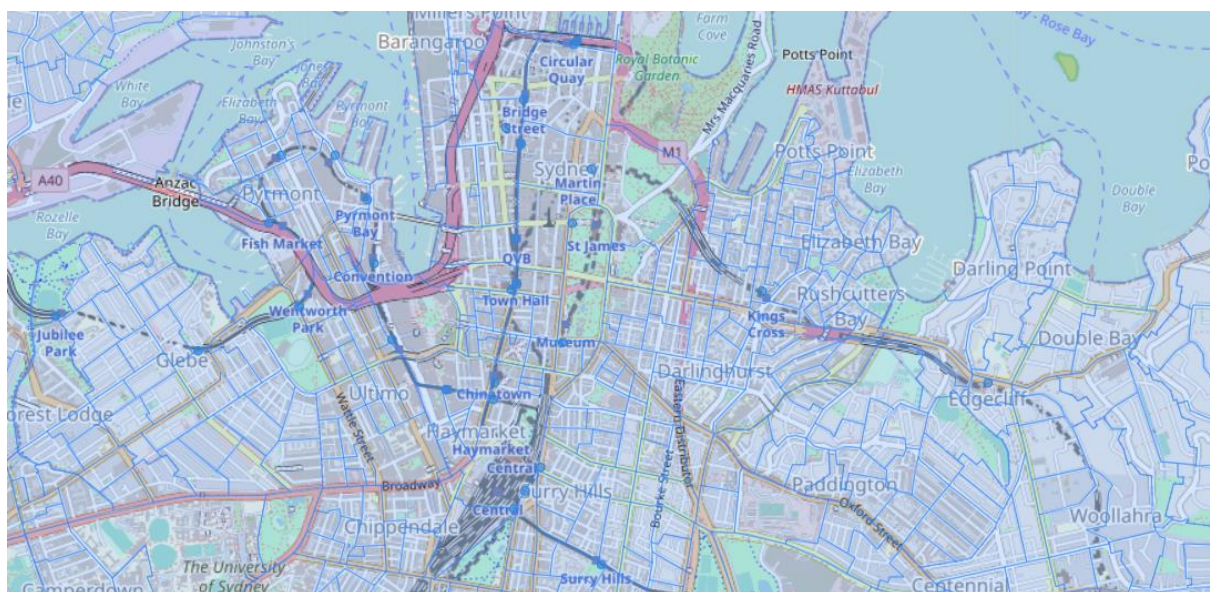 Millers Point
Barangaroo
Circular
Quay
Farm
Cove
Royal Botanic
Garden
Mrs Macquaries Road
Potts Point
HMAS Kuttabul
Rose Bay
Johnston's
Bay
White
Bay
Jones
Bay
Elizabeth
Bay
Pyrmont
Bay
Bridge
Street
Sydney
Martin
Place
M1
Potts Point
Elizabeth
Bay
Double
Bay
A40
Anzac
Bridge
Rozelle
Bay
Pyrmont
Pyrmont
Bay
Fish Market
Convention
St James
QVB
Town Hall
Elizabeth Bay
Rushcutters
Bay
Darling Point
Kings
Cross
Wentworth
Park
Jubilee
Park
Glebe
Museum
Darlinghurst
Double Bay
Edgecliff
Forest Lodge
Ultimo
Wattle Street
Chinatown
Haymarket
Haymarket
Central
Eastern Distributor
Bourke Street
Surry Hills
Broadway
Central
Chippendale
Paddington
Oxford Street
Woollahra
The University
of Sydney
Surry Hills
Camperdown
Centennial